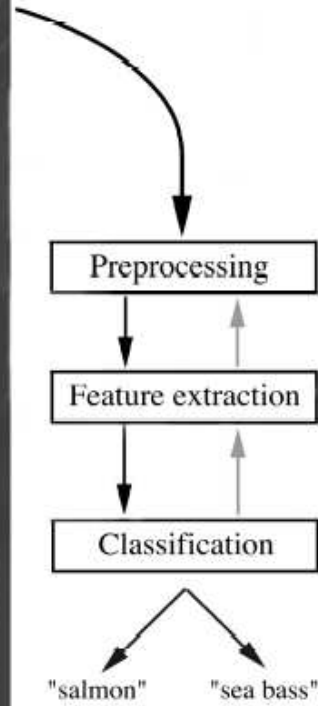 Preprocessing
Feature extraction
Classification
"salmon"
"sea bass"